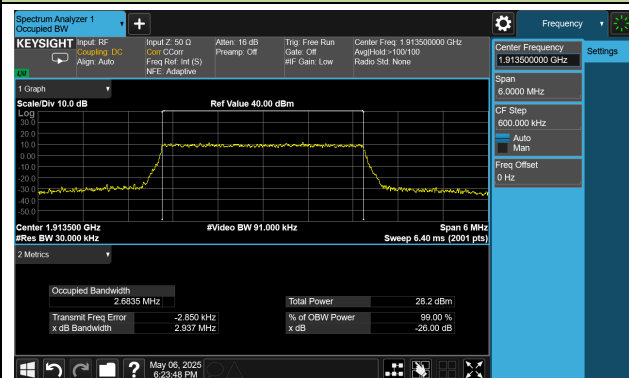 Spectrum Analyzer 1
Occupied BW
Frequency
KEYSIGHT
Input: RF
Coupling: DC
Align: Auto
Input Z: 50 Ω
Corr CCorr
Freq Ref: Int (S)
NFE: Adaptive
Atten: 16 dB
Preamp: Off
Trig: Free Run
Gate: Off
#IF Gain: Low
Center Freq: 1.913500000 GHz
Avg|Hold:>100/100
Radio Std: None
LXI
Center Frequency
1.913500000 GHz
Settings
Span
6.0000 MHz
CF Step
600.000 kHz
Auto
Man
Freq Offset
0 Hz
1 Graph
Scale/Div 10.0 dB
Ref Value 40.00 dBm
Log
30.0
20.0
10.0
0.00
-10.0
-20.0
-30.0
-40.0
-50.0
Center 1.913500 GHz
#Video BW 91.000 kHz
Span 6 MHz
#Res BW 30.000 kHz
Sweep 6.40 ms (2001 pts)
2 Metrics
Occupied Bandwidth
2.6835 MHz
Total Power 28.2 dBm
Transmit Freq Error -2.850 kHz
% of OBW Power 99.00 %
x dB Bandwidth 2.937 MHz
x dB -26.00 dB
May 06, 2025
6:23:48 PM